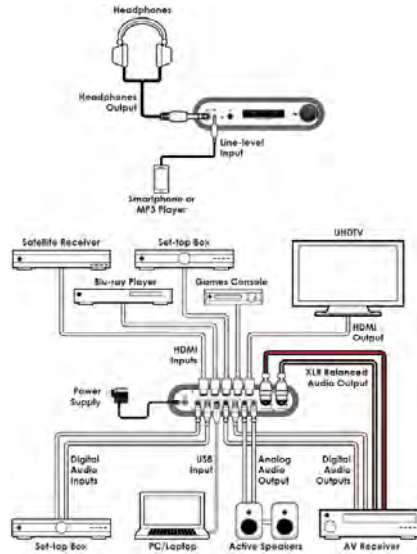 Headphones
Headphones
Output
Line-level
Input
Smartphone or
MP3 Player
UHDTV
Satellite Receiver
Set-top Box
Blu-ray Player
Games Console
HDMI
Output
HDMI
Inputs
XLR Balanced
Audio Output
Power
Supply
Digital
Audio
Inputs
USB
Input
Analog
Audio
Output
Digital
Audio
Outputs
Set-top Box
PC/Laptop
Active Speakers
AV Receiver